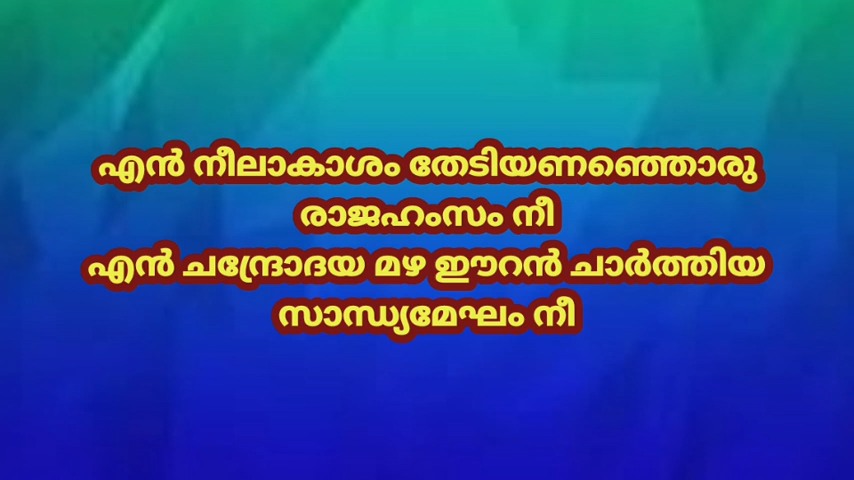 എൻ നീലാകാശം തേടിയണഞ്ഞൊരു
രാജഹംസം നീ
എൻ ചന്ദ്രോദയ മഴ ഈറൻ ചാർത്തിയ
സാന്ധ്യമേഘം നീ